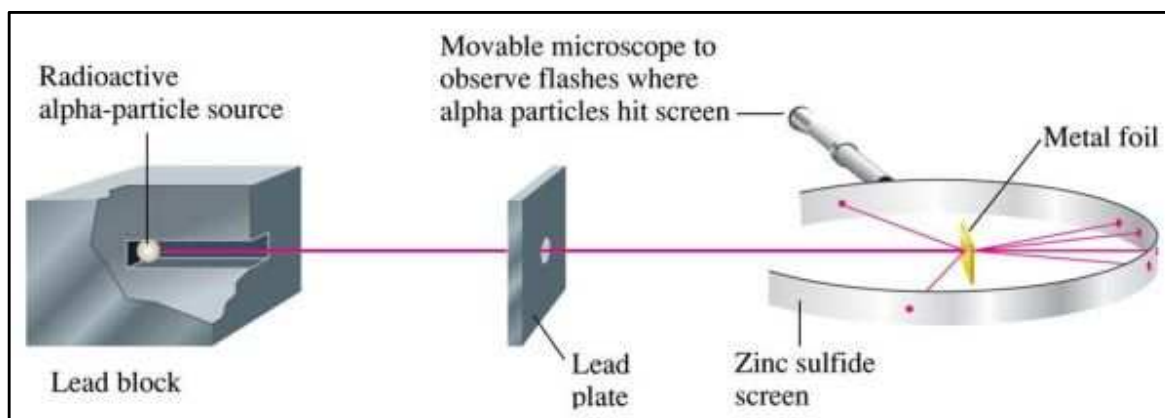 Radioactive
alpha-particle source
Movable microscope to
observe flashes where
alpha particles hit screen
Metal foil
Lead block
Lead
plate
Zinc sulfide
screen